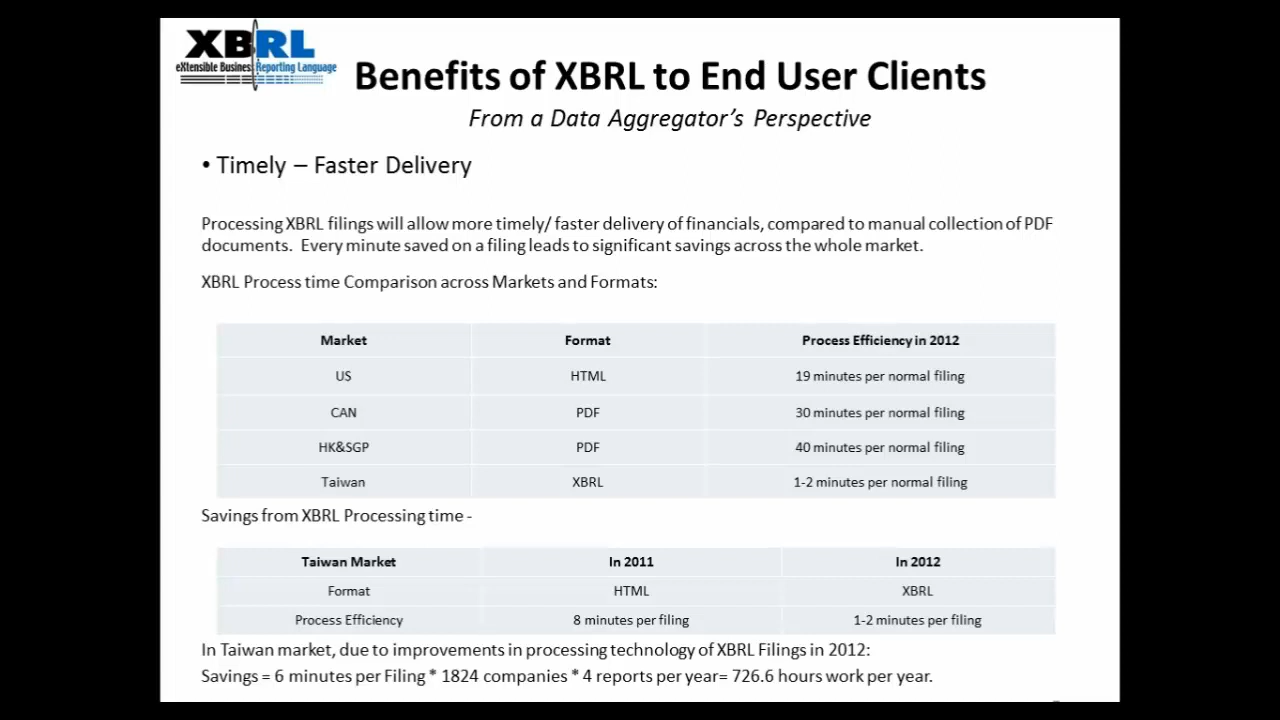 XBRL
eXtensible Business Reporting Language
Benefits of XBRL to End User Clients
From a Data Aggregator's Perspective
• Timely – Faster Delivery
Processing XBRL filings will allow more timely/ faster delivery of financials, compared to manual collection of PDF
documents. Every minute saved on a filing leads to significant savings across the whole market.
XBRL Process time Comparison across Markets and Formats:
Market Format Process Efficiency in 2012
US HTML 19 minutes per normal filing
CAN PDF 30 minutes per normal filing
HK&SGP PDF 40 minutes per normal filing
Taiwan XBRL 1-2 minutes per normal filing
Savings from XBRL Processing time -
Taiwan Market In 2011 In 2012
Format HTML XBRL
Process Efficiency 8 minutes per filing 1-2 minutes per filing
In Taiwan market, due to improvements in processing technology of XBRL Filings in 2012:
Savings = 6 minutes per Filing * 1824 companies * 4 reports per year= 726.6 hours work per year.